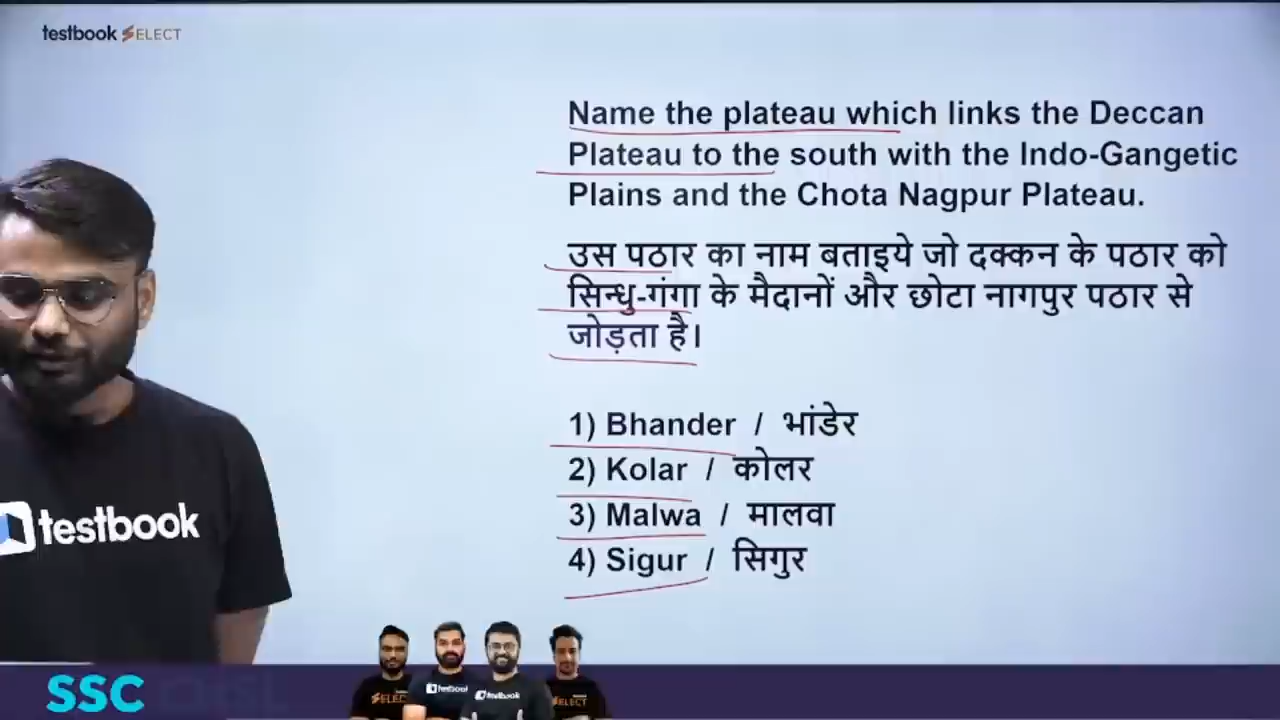 testbook SELECT
Name the plateau which links the Deccan
Plateau to the south with the Indo-Gangetic
Plains and the Chota Nagpur Plateau.
उस पठार का नाम बताइये जो दक्कन के पठार को
सिन्धु-गंगा के मैदानों और छोटा नागपुर पठार से
जोड़ता है।
1) Bhander / भांडेर
2) Kolar / कोलर
3) Malwa / मालवा
4) Sigur / सिगुर
testbook
SSC